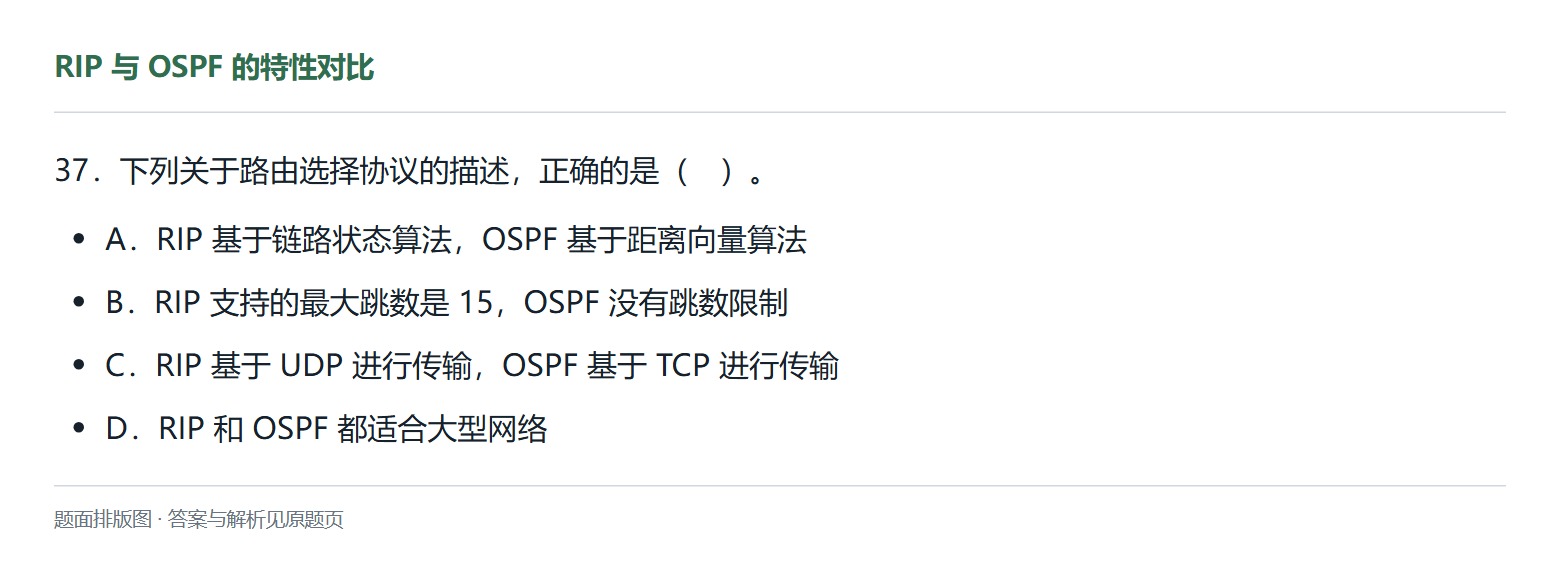 RIP 与 OSPF 的特性对比
37．下列关于路由选择协议的描述，正确的是（　）。
• A．RIP 基于链路状态算法，OSPF 基于距离向量算法
• B．RIP 支持的最大跳数是 15，OSPF 没有跳数限制
• C．RIP 基于 UDP 进行传输，OSPF 基于 TCP 进行传输
• D．RIP 和 OSPF 都适合大型网络
题面排版图 · 答案与解析见原题页